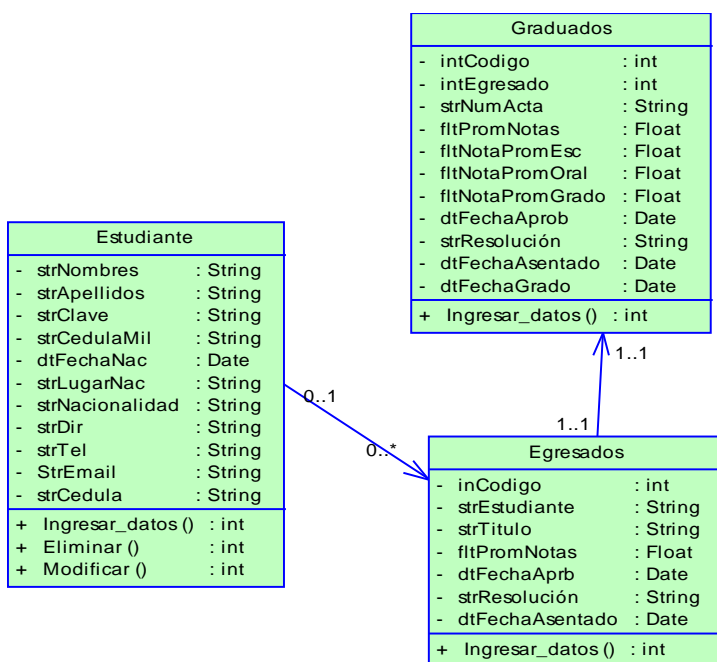 Graduados
- intCodigo : int
- intEgresado : int
- strNumActa : String
- fltPromNotas : Float
- fltNotaPromEsc : Float
- fltNotaPromOral : Float
- fltNotaPromGrado : Float
- dtFechaAprob : Date
- strResolución : String
- dtFechaAsentado : Date
- dtFechaGrado : Date
+ Ingresar_datos () : int
Estudiante
- strNombres : String
- strApellidos : String
- strClave : String
- strCedulaMil : String
- dtFechaNac : Date
- strLugarNac : String
- strNacionalidad : String
- strDir : String
- strTel : String
- StrEmail : String
- strCedula : String
+ Ingresar_datos () : int
+ Eliminar () : int
+ Modificar () : int
0..1
0..*
1..1
1..1
Egresados
- inCodigo : int
- strEstudiante : String
- strTitulo : String
- fltPromNotas : Float
- dtFechaAprb : Date
- strResolución : String
- dtFechaAsentado : Date
+ Ingresar_datos () : int